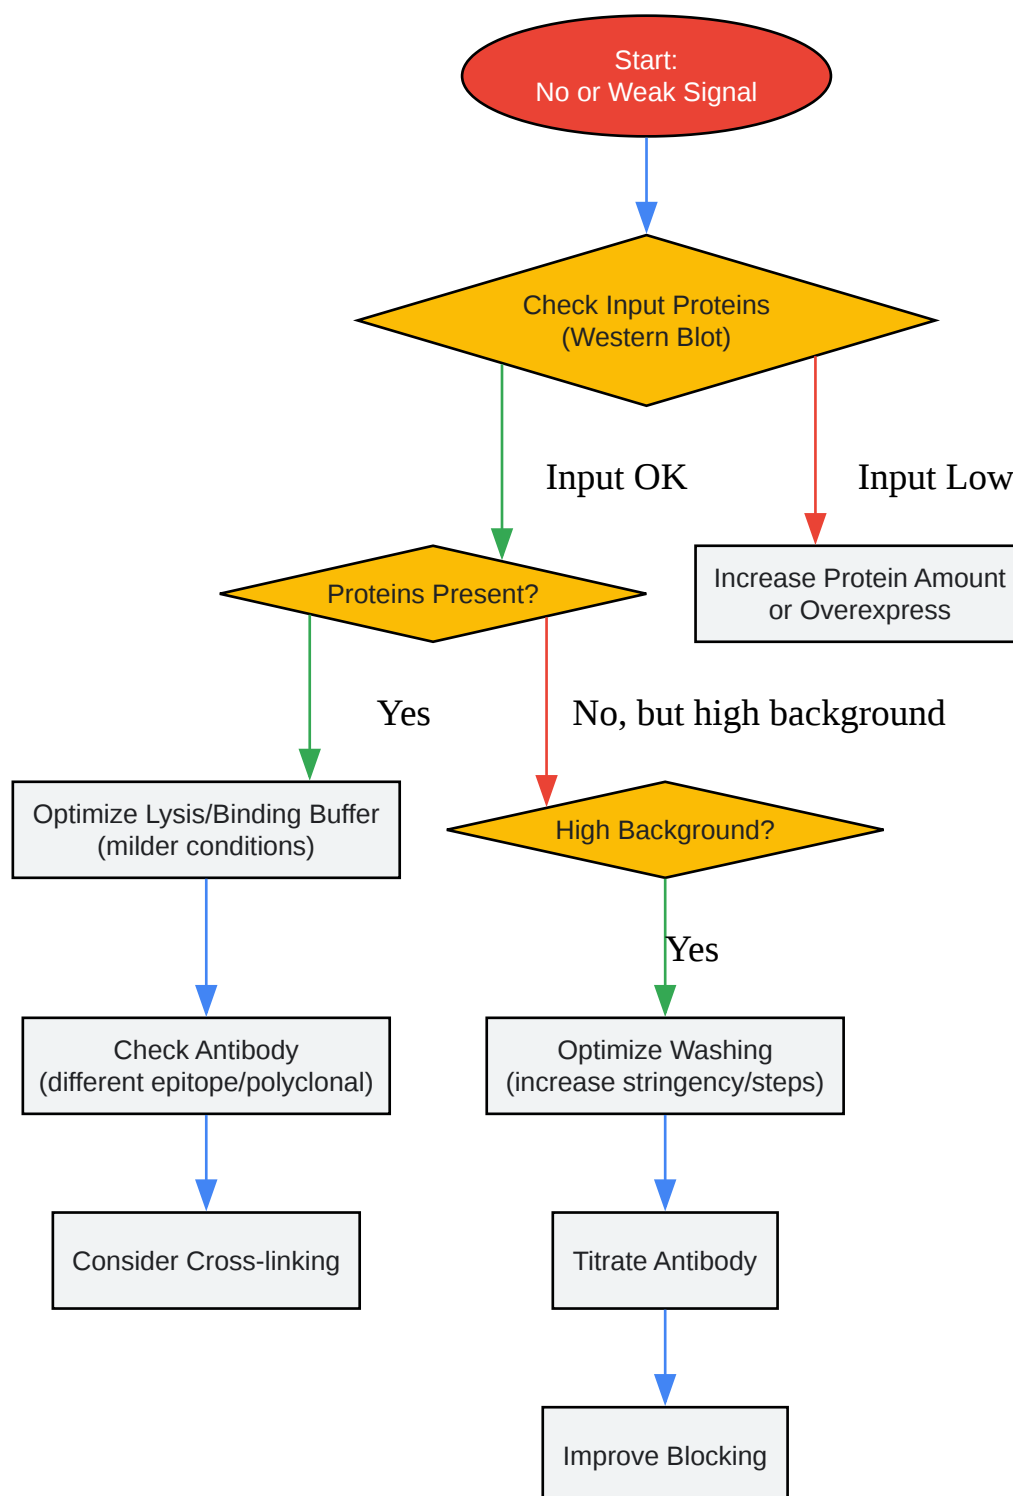 Start:
No or Weak Signal
Check Input Proteins
(Western Blot)
Input OK
Input Low
Proteins Present?
Increase Protein Amount
or Overexpress
Yes
No, but high background
Optimize Lysis/Binding Buffer
(milder conditions)
High Background?
Yes
Check Antibody
(different epitope/polyclonal)
Optimize Washing
(increase stringency/steps)
Consider Cross-linking
Titrate Antibody
Improve Blocking